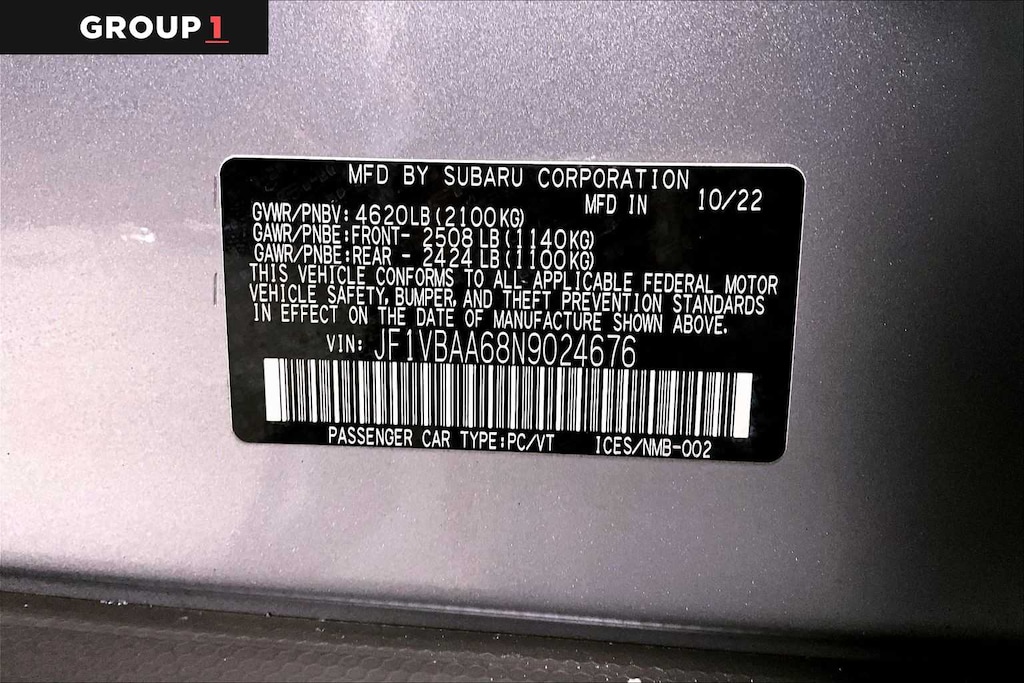 GROUP 1
MFD BY SUBARU CORPORATION
MFD IN 10/22
GVWR/PNBV: 4620LB(2100KG)
GAWR/PNBE:FRONT- 2508 LB(1140KG)
GAWR/PNBE:REAR - 2424 LB(1100KG)
THIS VEHICLE CONFORMS TO ALL APPLICABLE FEDERAL MOTOR
VEHICLE SAFETY, BUMPER, AND THEFT PREVENTION STANDARDS
IN EFFECT ON THE DATE OF MANUFACTURE SHOWN ABOVE.
VIN: JF1VBAA68N9024676
PASSENGER CAR TYPE:PC/VT ICES/NMB-002